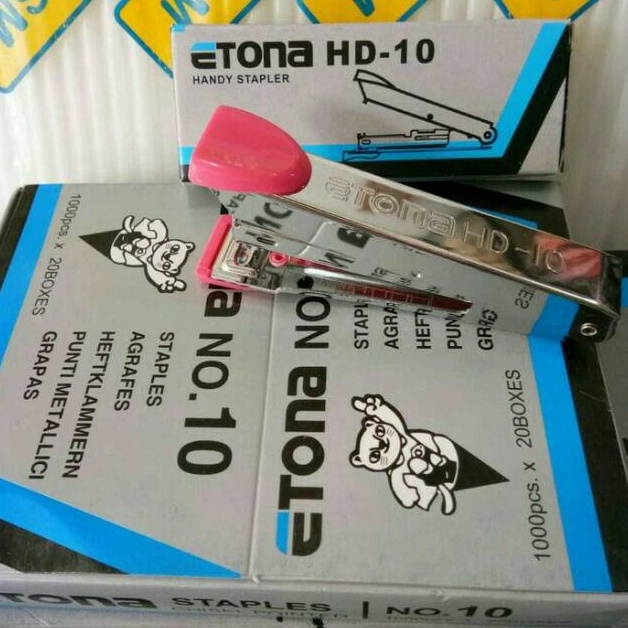 ETONA HD-10
HANDY STAPLER
ETONA HD-10
1000pcs. x 20BOXES
STAPLES
AGRAFES
HEFTKLAMMERN
PUNTI METALLICI
GRAPAS
NO.10
ETONA NO
1000pcs. x 20BOXES
STAPLES
NO.10